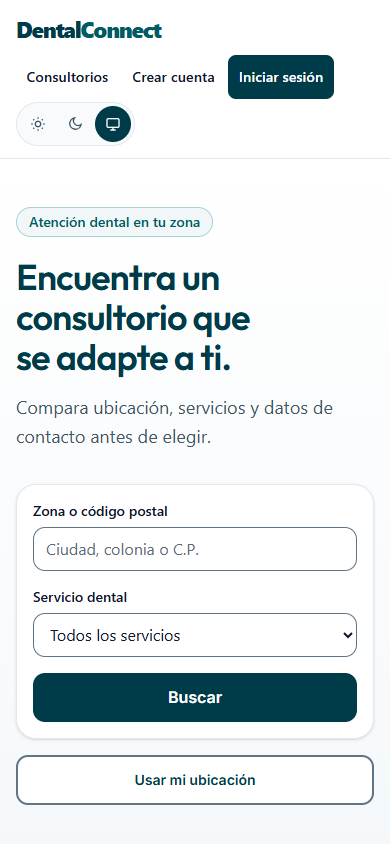 DentalConnect
Consultorios Crear cuenta Iniciar sesión
Atención dental en tu zona
Encuentra un
consultorio que
se adapte a ti.
Compara ubicación, servicios y datos de
contacto antes de elegir.
Zona o código postal
Ciudad, colonia o C.P.
Servicio dental
Todos los servicios
Buscar
Usar mi ubicación